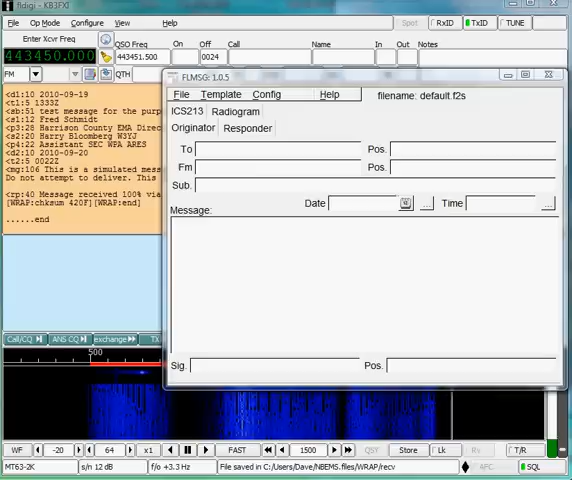 fldigi - KB3FXI
File Op Mode Configure View Help Spot RxID TxID TUNE
Enter Xcvr Freq QSO Freq On Off Call Name In Out Notes
443450.000 443451.500 0024
FM QTH
<d1:10 2010-09-19
<t1:5 1333Z
<sb:51 test message for the purp
<s1:12 Fred Schmidt
<p3:28 Harrison County EMA Direc
<s2:20 Harry Bloomberg W3YJ
<p4:22 Assistant SEC WPA ARES
<d2:10 2010-09-20
<t2:5 0022Z
<mg:106 This is a simulated messa
Do not attempt to deliver. This
<rp:40 Message received 100% via
[WRAP:chksum 420F][WRAP:end]
......end
FLMSG: 1.0.5
File Template Config Help filename: default.f2s
ICS213 Radiogram
Originator Responder
To Pos.
Fm Pos.
Sub.
Date ... Time ...
Message:
Sig. Pos.
Call/CQ ANS CQ exchange TX
500
WF -20 64 x1 FAST 1500 QSY Store Lk Rv T/R
MT63-2K s/n 12 dB f/o +3.3 Hz File saved in C:/Users/Dave/NBEMS.files/WRAP/recv AFC SQL